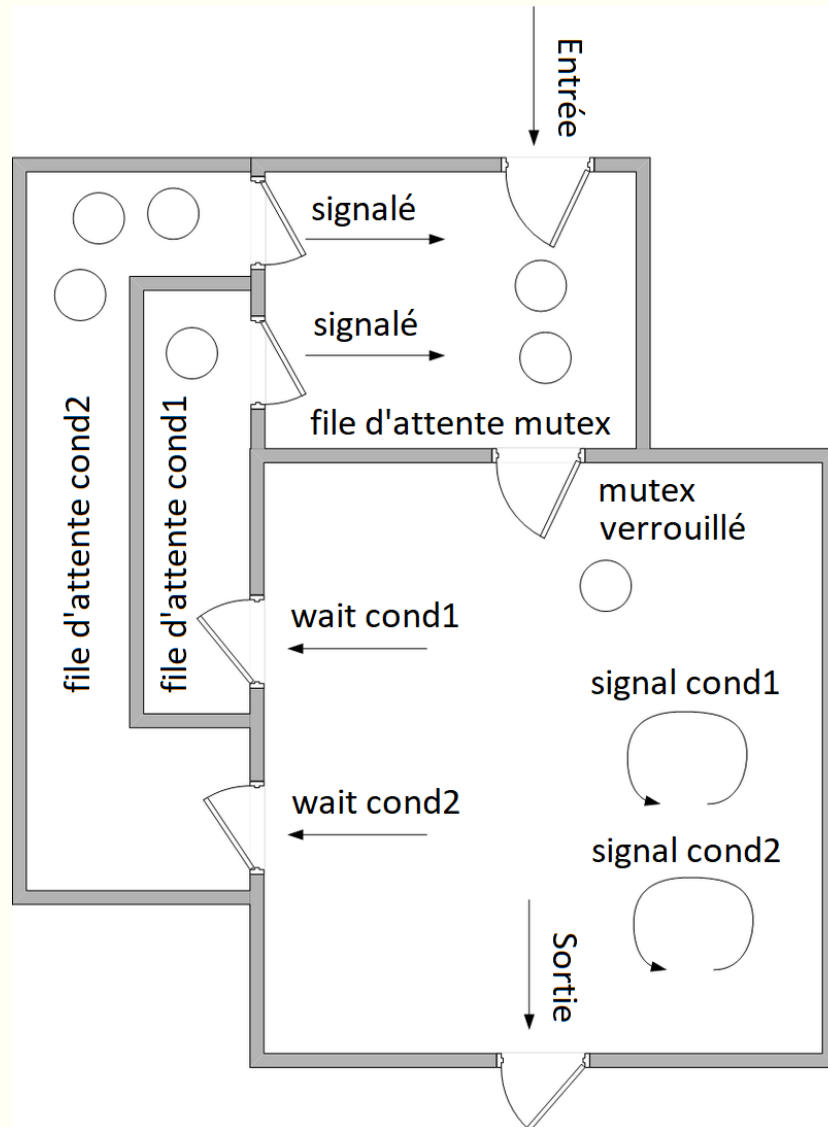 Entrée
signalé
signalé
file d'attente mutex
file d'attente cond2
file d'attente cond1
mutex
verrouillé
wait cond1
signal cond1
wait cond2
signal cond2
Sortie